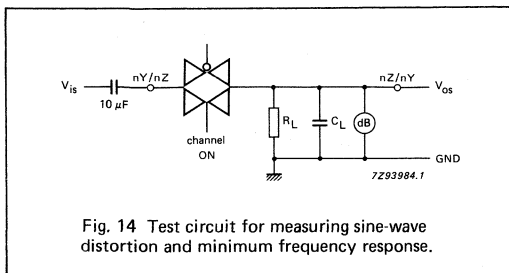 V_is
nY/nZ
10 µF
channel
ON
R_L
C_L
dB
nZ/nY
V_os
GND
7Z93984.1
Fig. 14 Test circuit for measuring sine-wave
distortion and minimum frequency response.